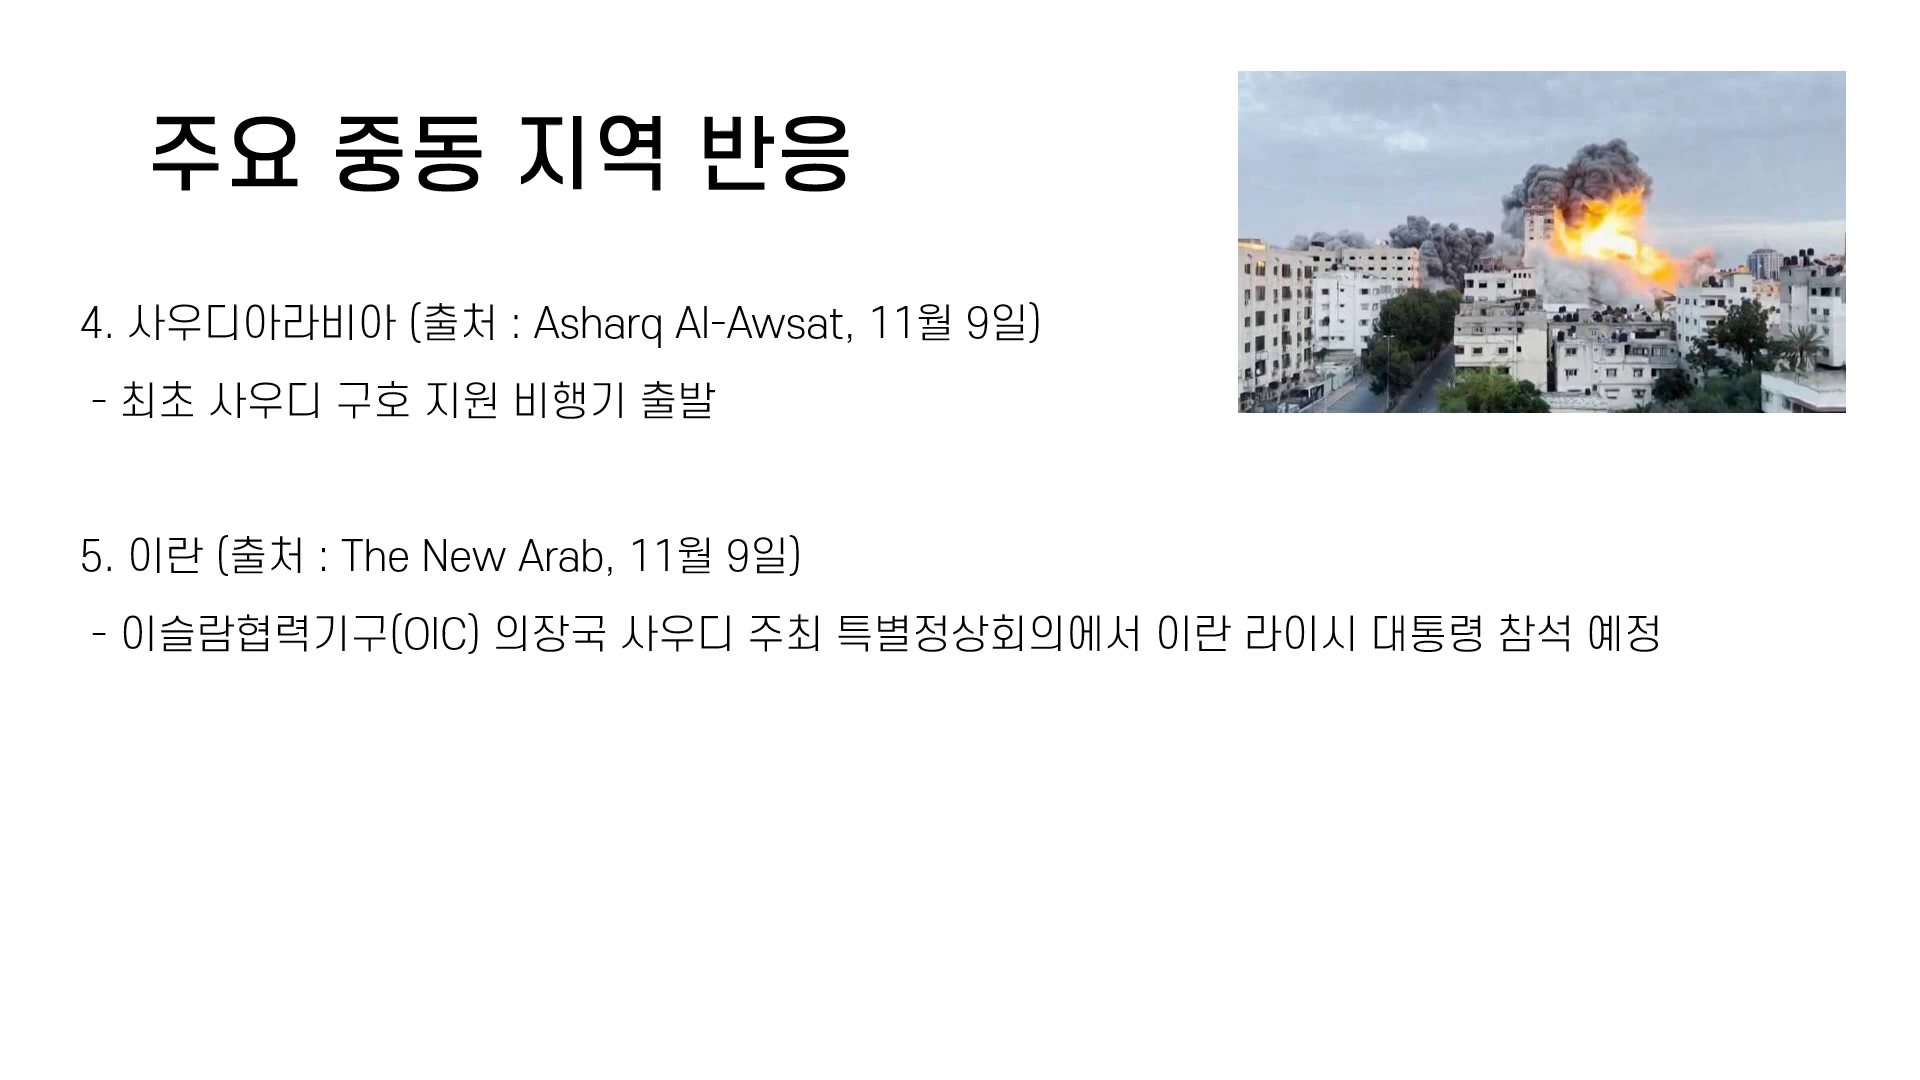 주요 중동 지역 반응
4. 사우디아라비아 (출처 : Asharq Al-Awsat, 11월 9일)
- 최초 사우디 구호 지원 비행기 출발
5. 이란 (출처 : The New Arab, 11월 9일)
- 이슬람협력기구(OIC) 의장국 사우디 주최 특별정상회의에서 이란 라이시 대통령 참석 예정